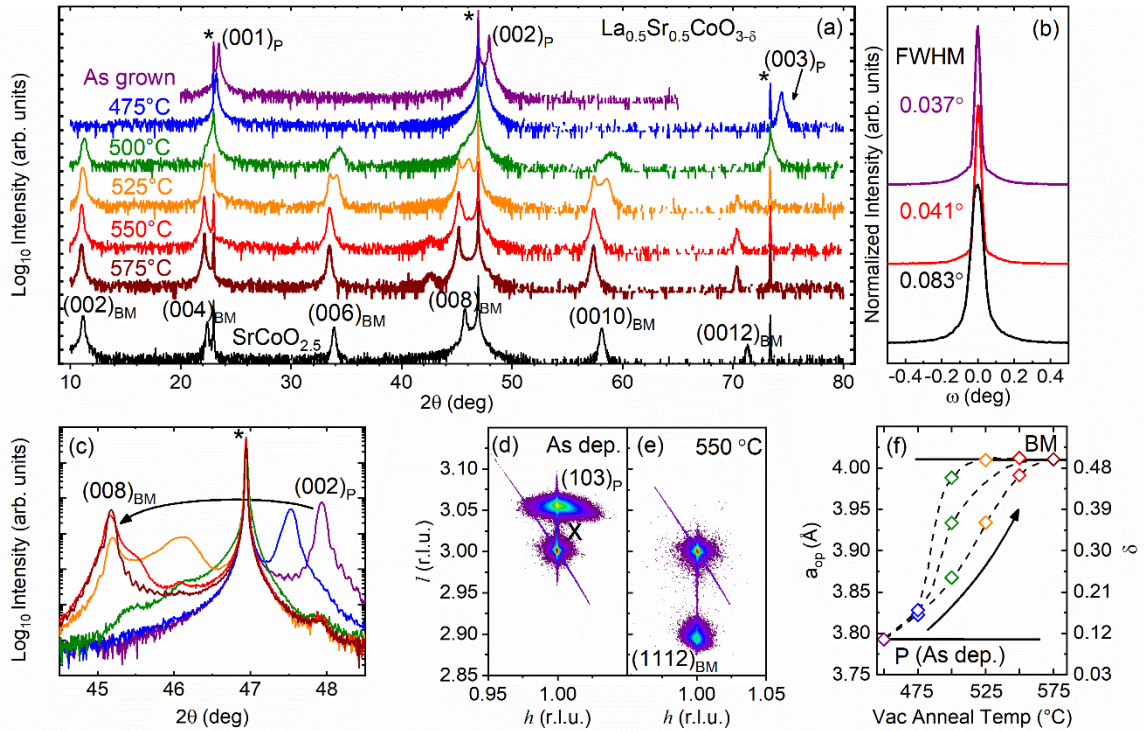 * (001)P * (002)P La0.5Sr0.5CoO3-δ (a)
As grown
* (003)P
475°C
500°C
525°C
550°C
575°C
(002)BM (004)BM (006)BM (008)BM (0010)BM (0012)BM
SrCoO2.5
Log10 Intensity (arb. units)
10 20 30 40 50 60 70 80
2θ (deg)
(b)
FWHM
0.037°
0.041°
0.083°
Normalized Intensity (arb. units)
-0.4 -0.2 0.0 0.2 0.4
ω (deg)
(c) *
(008)BM (002)P
Log10 Intensity (arb. units)
45 46 47 48
2θ (deg)
(d) As dep.
(103)P
X
3.10
3.05
3.00
2.95
2.90
2.85
l (r.l.u.)
0.95 1.00
h (r.l.u.)
(e) 550 °C
(1112)BM
1.00 1.05
h (r.l.u.)
(f) BM
P (As dep.)
4.00
3.95
3.90
3.85
3.80
3.75
aop (Å)
0.48
0.39
0.30
0.21
0.12
0.03
δ
475 525 575
Vac Anneal Temp (°C)